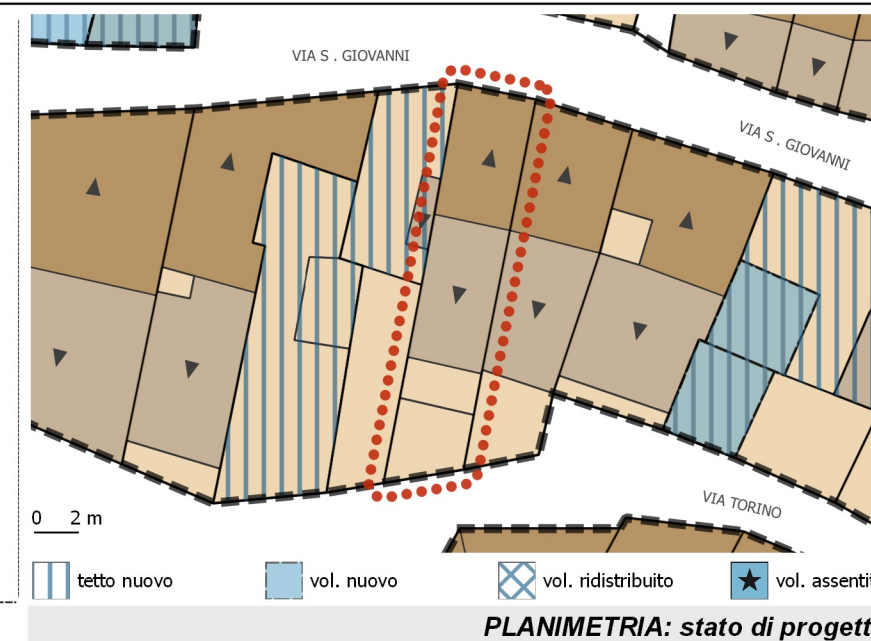 VIA S . GIOVANNI
VIA S . GIOVANNI
VIA TORINO
0 2 m
tetto nuovo
vol. nuovo
vol. ridistribuito
vol. assentit
PLANIMETRIA: stato di progett